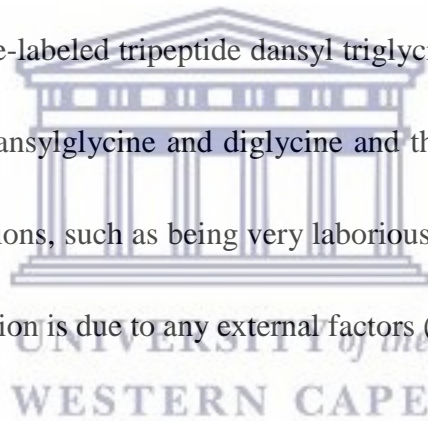 e-labeled tripeptide dansyl triglyci
ansylglycine and diglycine and th
ions, such as being very laborious
ion is due to any external factors (
UNIVERSITY of the
WESTERN CAPE